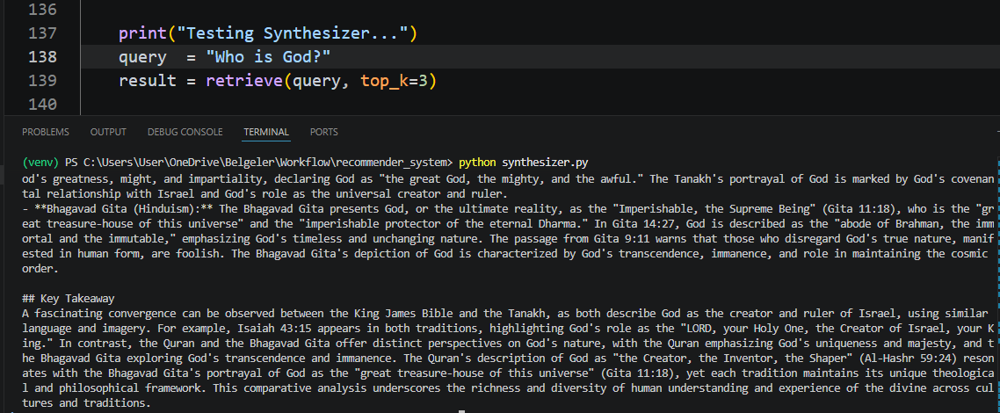 136
137 print("Testing Synthesizer...")
138 query  = "Who is God?"
139 result = retrieve(query, top_k=3)
140
PROBLEMS OUTPUT DEBUG CONSOLE TERMINAL PORTS
(venv) PS C:\Users\User\OneDrive\Belgeler\Workflow\recommender_system> python synthesizer.py
od's greatness, might, and impartiality, declaring God as "the great God, the mighty, and the awful." The Tanakh's portrayal of God is marked by God's covenan
tal relationship with Israel and God's role as the universal creator and ruler.
- **Bhagavad Gita (Hinduism):** The Bhagavad Gita presents God, or the ultimate reality, as the "Imperishable, the Supreme Being" (Gita 11:18), who is the "gr
eat treasure-house of this universe" and the "imperishable protector of the eternal Dharma." In Gita 14:27, God is described as the "abode of Brahman, the imm
ortal and the immutable," emphasizing God's timeless and unchanging nature. The passage from Gita 9:11 warns that those who disregard God's true nature, manif
ested in human form, are foolish. The Bhagavad Gita's depiction of God is characterized by God's transcendence, immanence, and role in maintaining the cosmic
order.
## Key Takeaway
A fascinating convergence can be observed between the King James Bible and the Tanakh, as both describe God as the creator and ruler of Israel, using similar
language and imagery. For example, Isaiah 43:15 appears in both traditions, highlighting God's role as the "LORD, your Holy One, the Creator of Israel, your K
ing." In contrast, the Quran and the Bhagavad Gita offer distinct perspectives on God's nature, with the Quran emphasizing God's uniqueness and majesty, and t
he Bhagavad Gita exploring God's transcendence and immanence. The Quran's description of God as "the Creator, the Inventor, the Shaper" (Al-Hashr 59:24) reson
ates with the Bhagavad Gita's portrayal of God as the "great treasure-house of this universe" (Gita 11:18), yet each tradition maintains its unique theologica
l and philosophical framework. This comparative analysis underscores the richness and diversity of human understanding and experience of the divine across cul
tures and traditions.